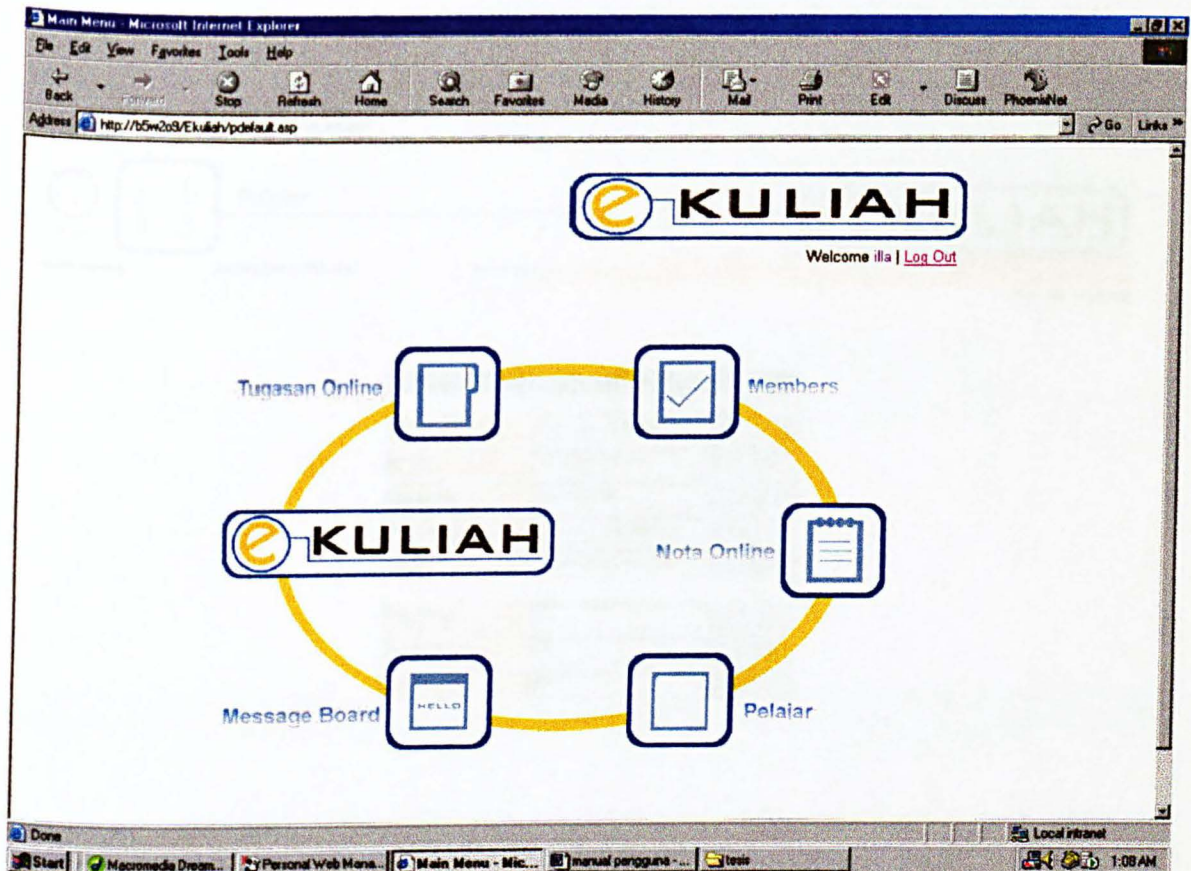 Main Menu - Microsoft Internet Explorer
File Edit View Favorites Tools Help
Back Forward Stop Refresh Home Search Favorites Media History Mail Print Edit Discuss PhoenixNet
Address http://b5w2o9/Ekuliah/pdefault.asp Go Links »
e KULIAH
Welcome illa | Log Out
Tugasan Online
Members
e KULIAH
Nota Online
Message Board
HELLO
Pelajar
Done
Local intranet
Start Macromedia Dream... Personal Web Mana... Main Menu - Mic... manual pengguna - ... tesis 1:08 AM